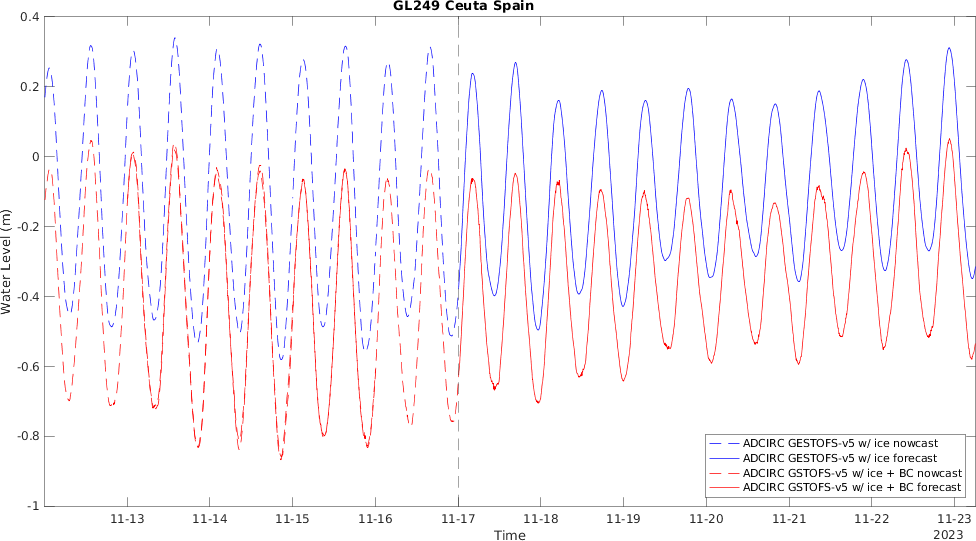 GL249 Ceuta Spain
Water Level (m)
0.4
0.2
0
-0.2
-0.4
-0.6
-0.8
-1
ADCIRC GESTOFS-v5 w/ ice nowcast
ADCIRC GESTOFS-v5 w/ ice forecast
ADCIRC GSTOFS-v5 w/ ice + BC nowcast
ADCIRC GSTOFS-v5 w/ ice + BC forecast
11-13 11-14 11-15 11-16 11-17 11-18 11-19 11-20 11-21 11-22 11-23
Time
2023